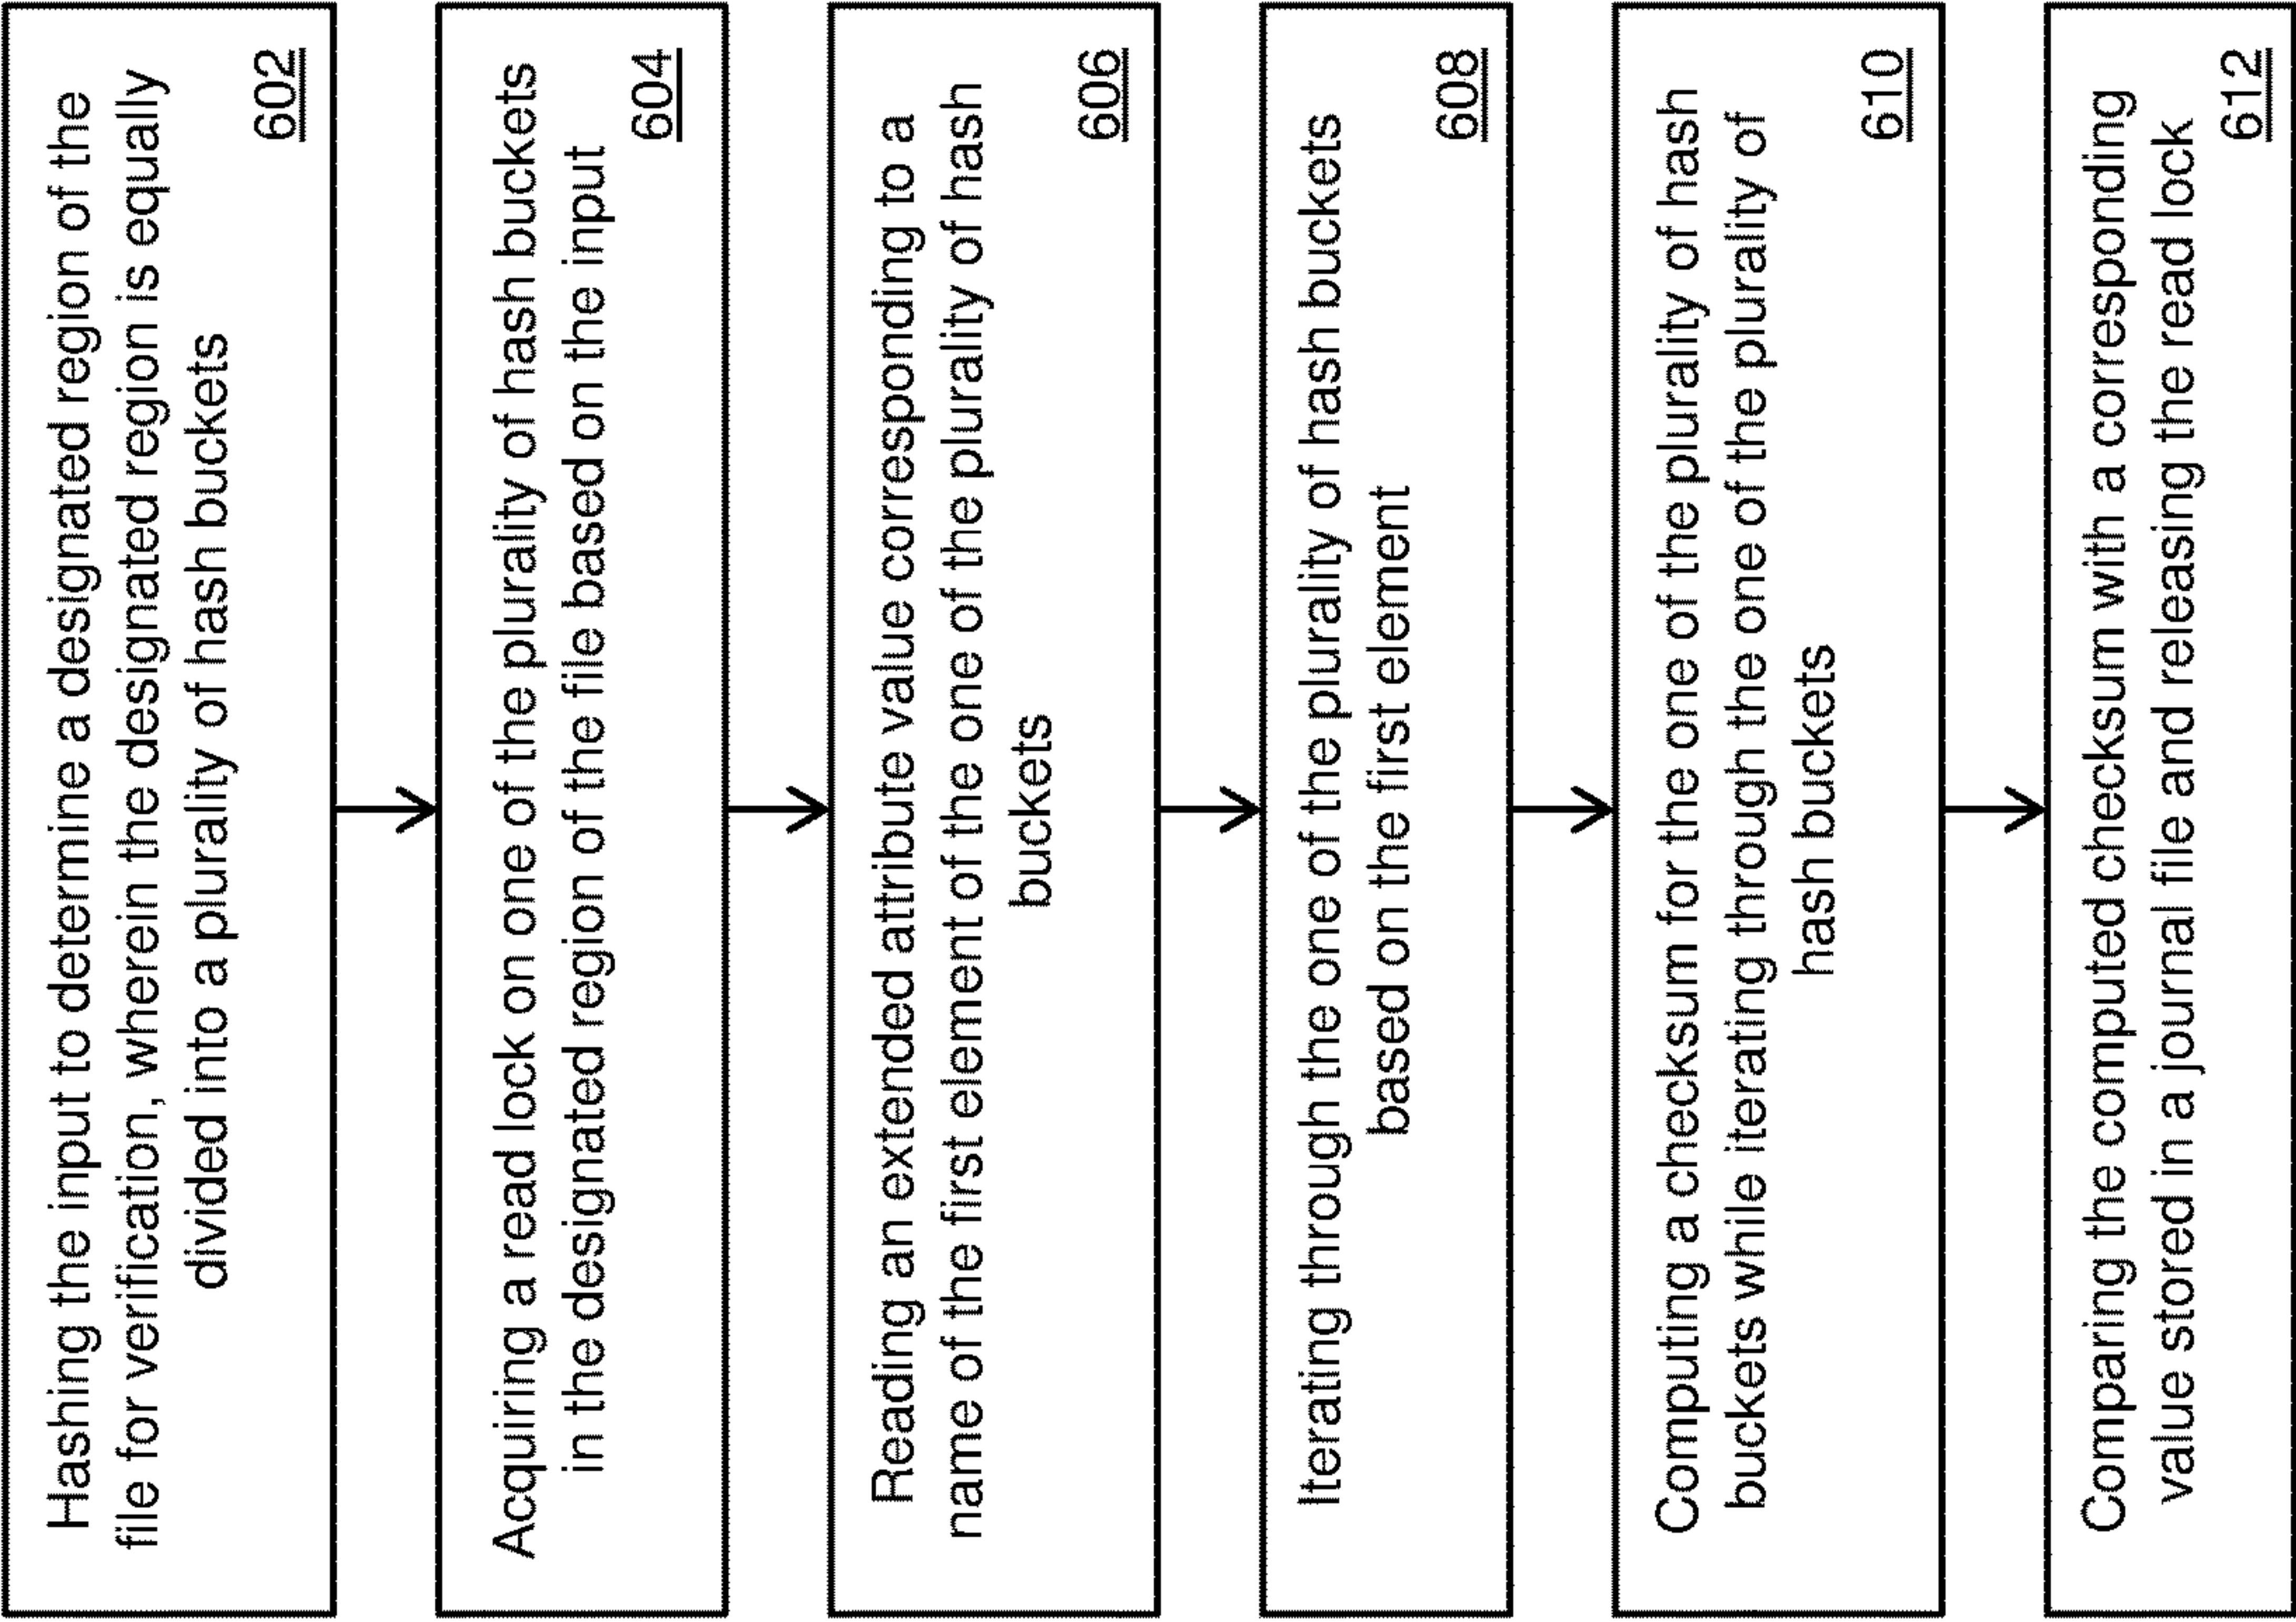 Hashing the input to determine a designated region of the
file for verification, wherein the designated region is equally
divided into a plurality of hash buckets
602
Acquiring a read lock on one of the plurality of hash buckets
in the designated region of the file based on the input
604
Reading an extended attribute value corresponding to a
name of the first element of the one of the plurality of hash
buckets
606
Iterating through the one of the plurality of hash buckets
based on the first element
608
Computing a checksum for the one of the plurality of hash
buckets while iterating through the one of the plurality of
hash buckets
610
Comparing the computed checksum with a corresponding
value stored in a journal file and releasing the read lock
612